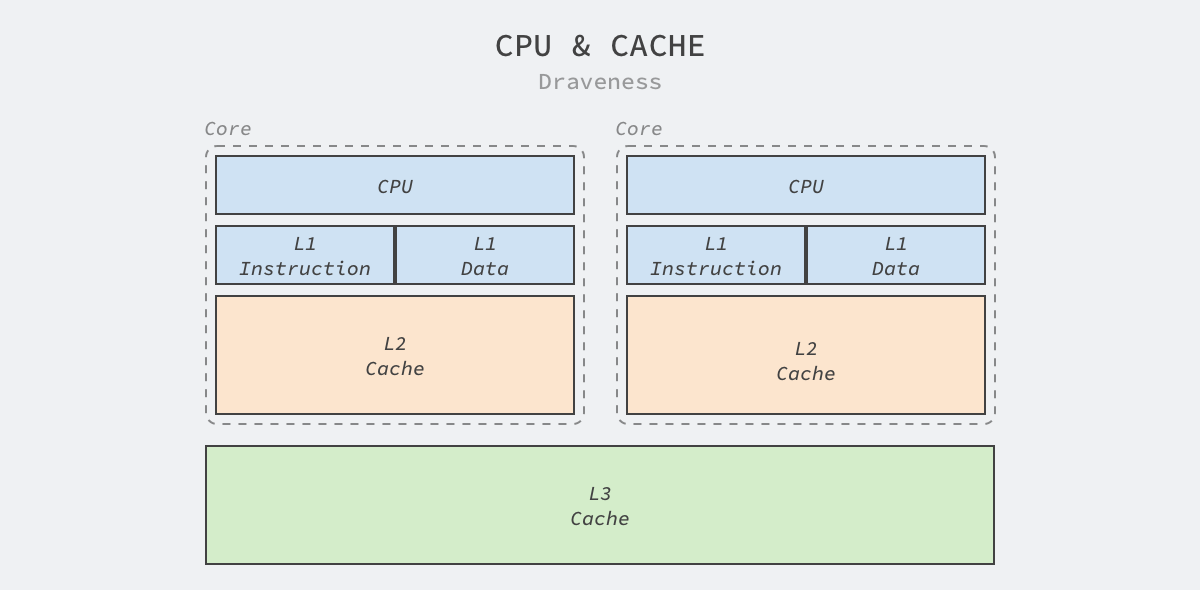 CPU & CACHE
Draveness
Core
CPU
L1
Instruction
L1
Data
L2
Cache
Core
CPU
L1
Instruction
L1
Data
L2
Cache
L3
Cache